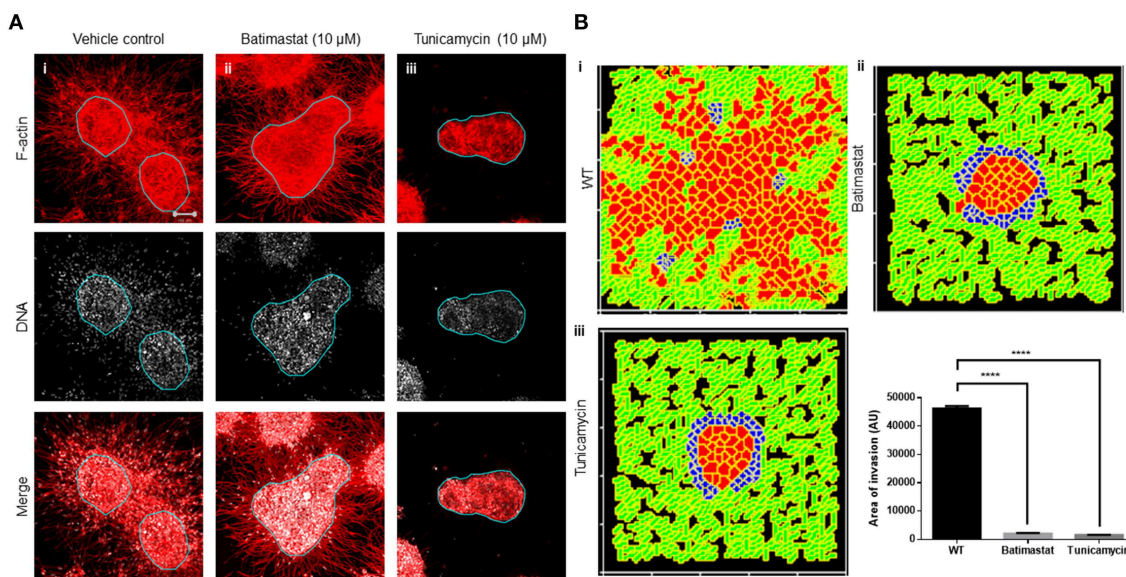 A
Vehicle control
Batimastat (10 µM)
Tunicamycin (10 µM)
i
ii
iii
F-actin
DNA
Merge
B
i
WT
ii
Batimastat
iii
Tunicamycin
****
****
Area of invasion (AU)
50000
40000
30000
20000
10000
0
WT
Batimastat
Tunicamycin